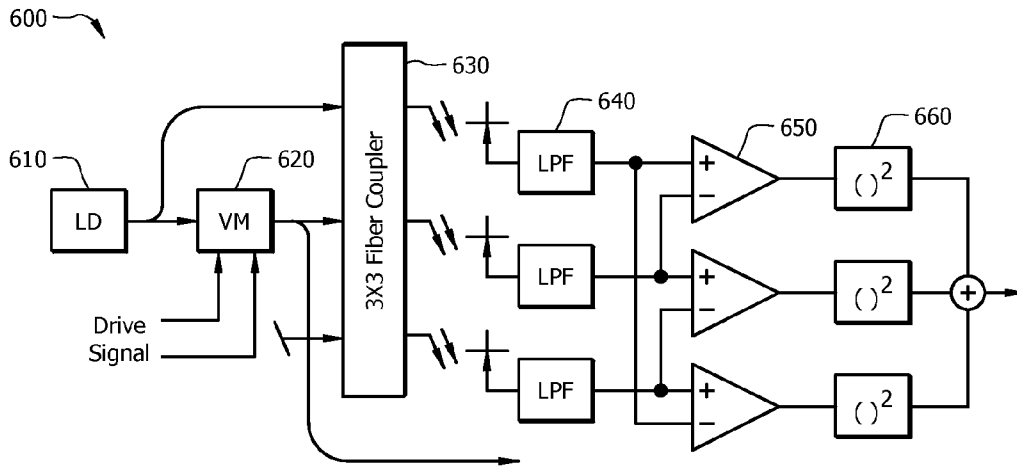 600
630
640
650
660
610
620
LPF
+
−
( )²
LD
VM
3X3 Fiber Coupler
LPF
+
−
( )²
+
Drive
Signal
LPF
+
−
( )²